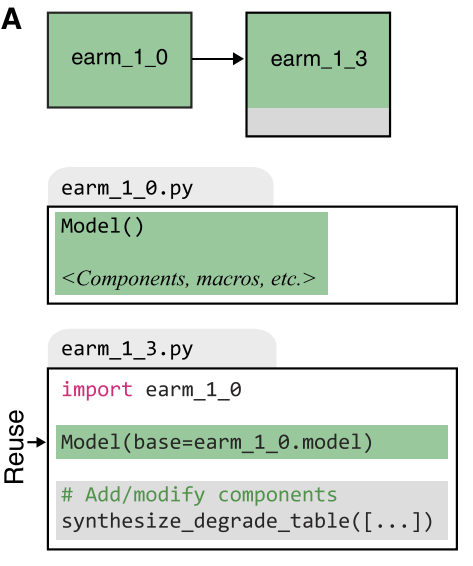 A
earm_1_0
earm_1_3
earm_1_0.py
Model()
<Components, macros, etc.>
earm_1_3.py
import earm_1_0
Reuse
Model(base=earm_1_0.model)
# Add/modify components
synthesize_degrade_table([...])